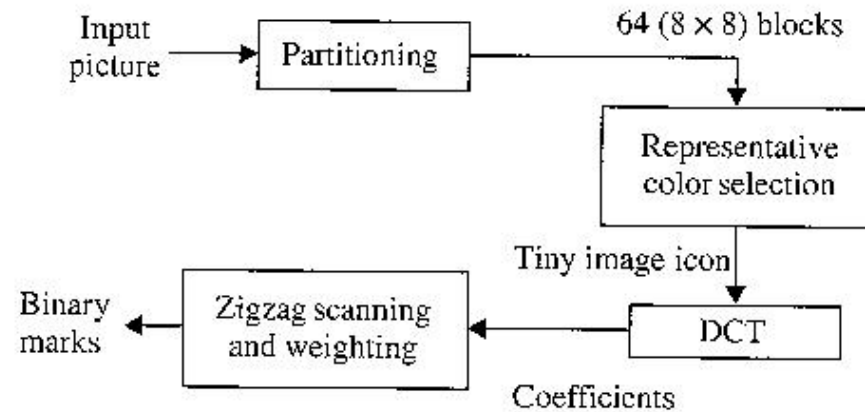 Input
picture
Partitioning
64 (8 × 8) blocks
Representative
color selection
Tiny image icon
DCT
Coefficients
Zigzag scanning
and weighting
Binary
marks